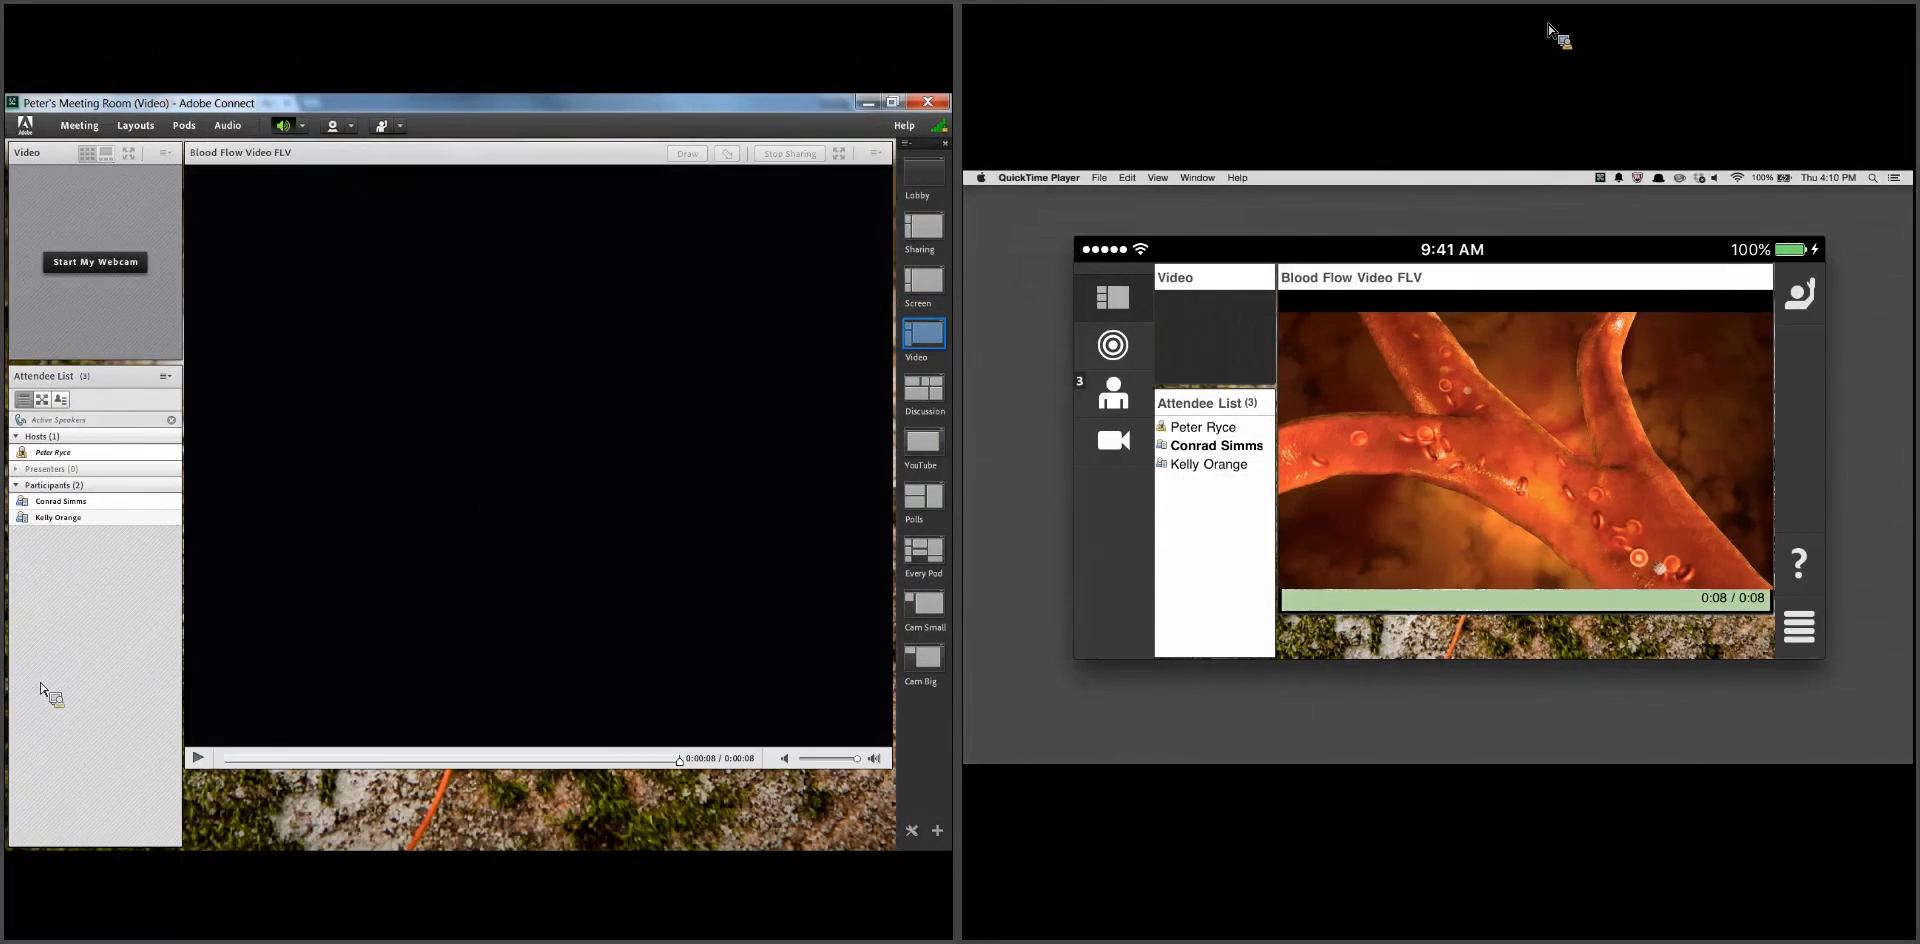 Peter's Meeting Room (Video) - Adobe Connect
Adobe
Meeting Layouts Pods Audio Help
Video
Start My Webcam
Attendee List (3)
Active Speakers
Hosts (1)
Peter Ryce
Presenters (0)
Participants (2)
Conrad Simms
Kelly Orange
Blood Flow Video FLV
Draw
Stop Sharing
0:00:08 / 0:00:08
Lobby
Sharing
Screen
Video
Discussion
YouTube
Polls
Every Pod
Cam Small
Cam Big
QuickTime Player File Edit View Window Help
100% Thu 4:10 PM
9:41 AM
100%
3
Video
Attendee List (3)
Peter Ryce
Conrad Simms
Kelly Orange
Blood Flow Video FLV
0:08 / 0:08
?